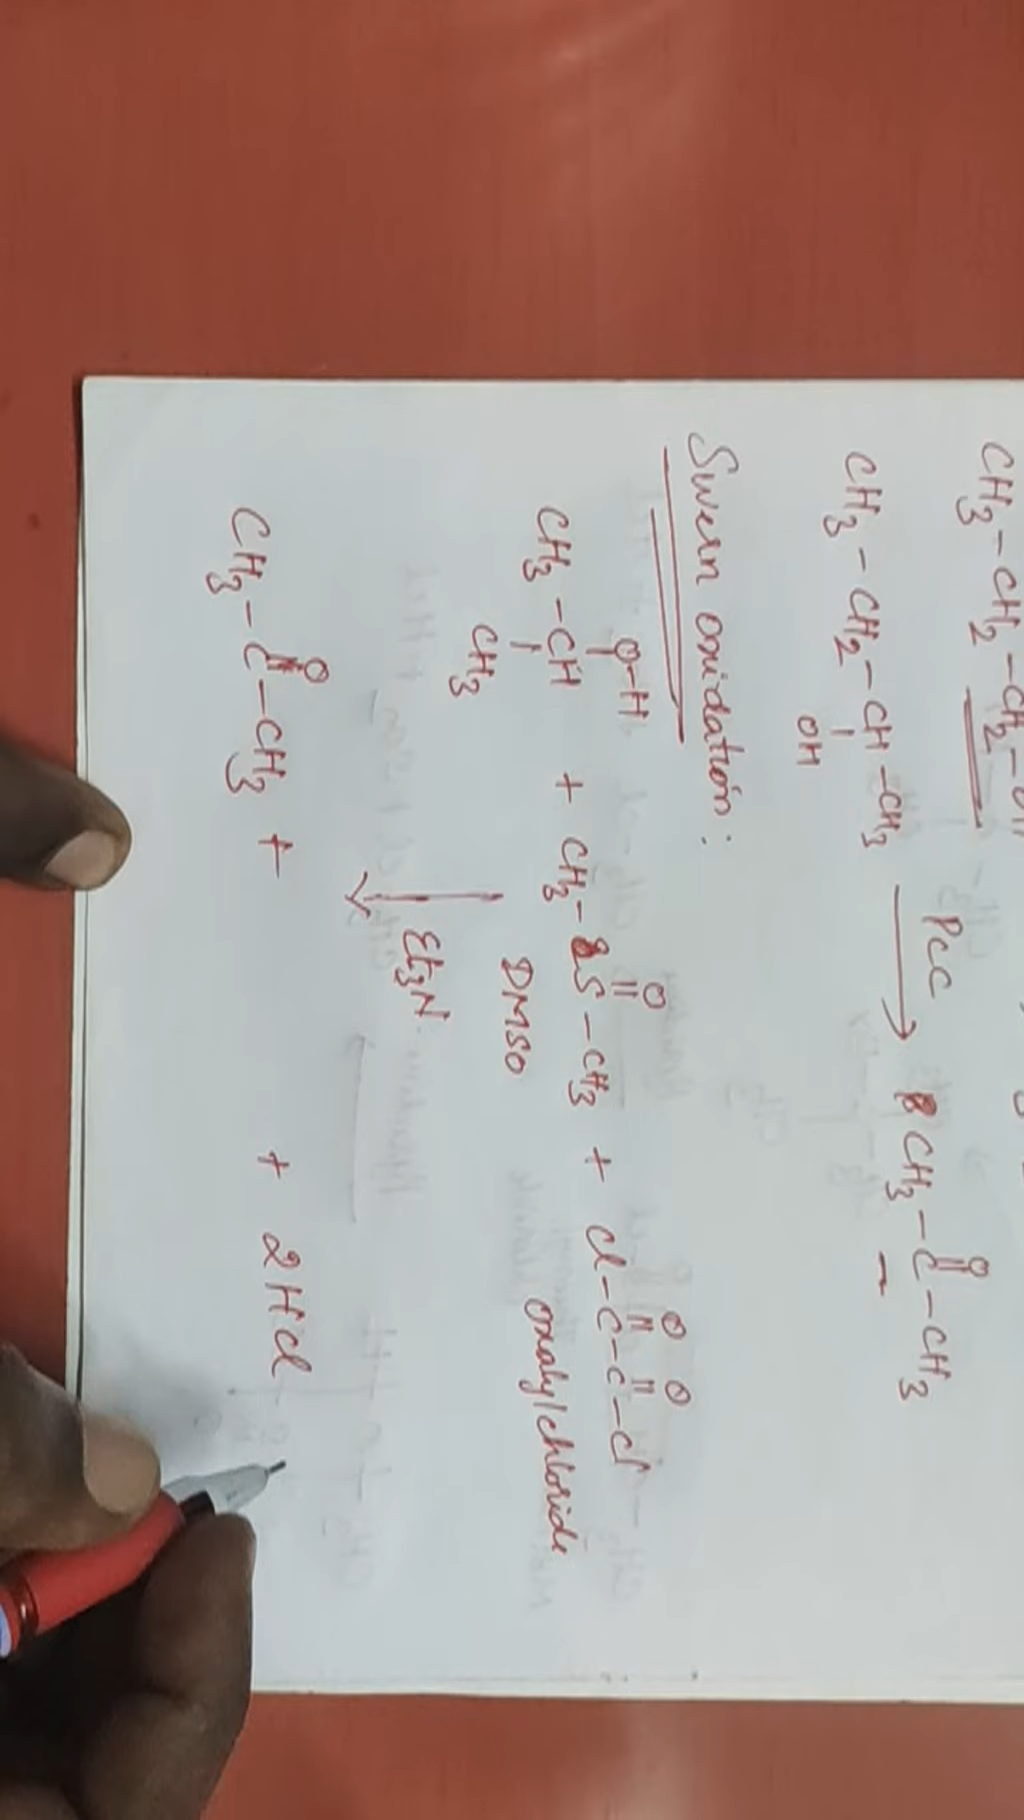 CH3-CH2-CH2-OH
PCC
CH3-CH2-CH-CH3 → CH3-C-CH3
OH
O
Swern oxidation:
O-H O O O
CH3-CH + CH3-S-CH3 + Cl-C-C-Cl
CH3 DMSO oxalylchloride
Et3N
O
CH3-C-CH3 + + 2HCl